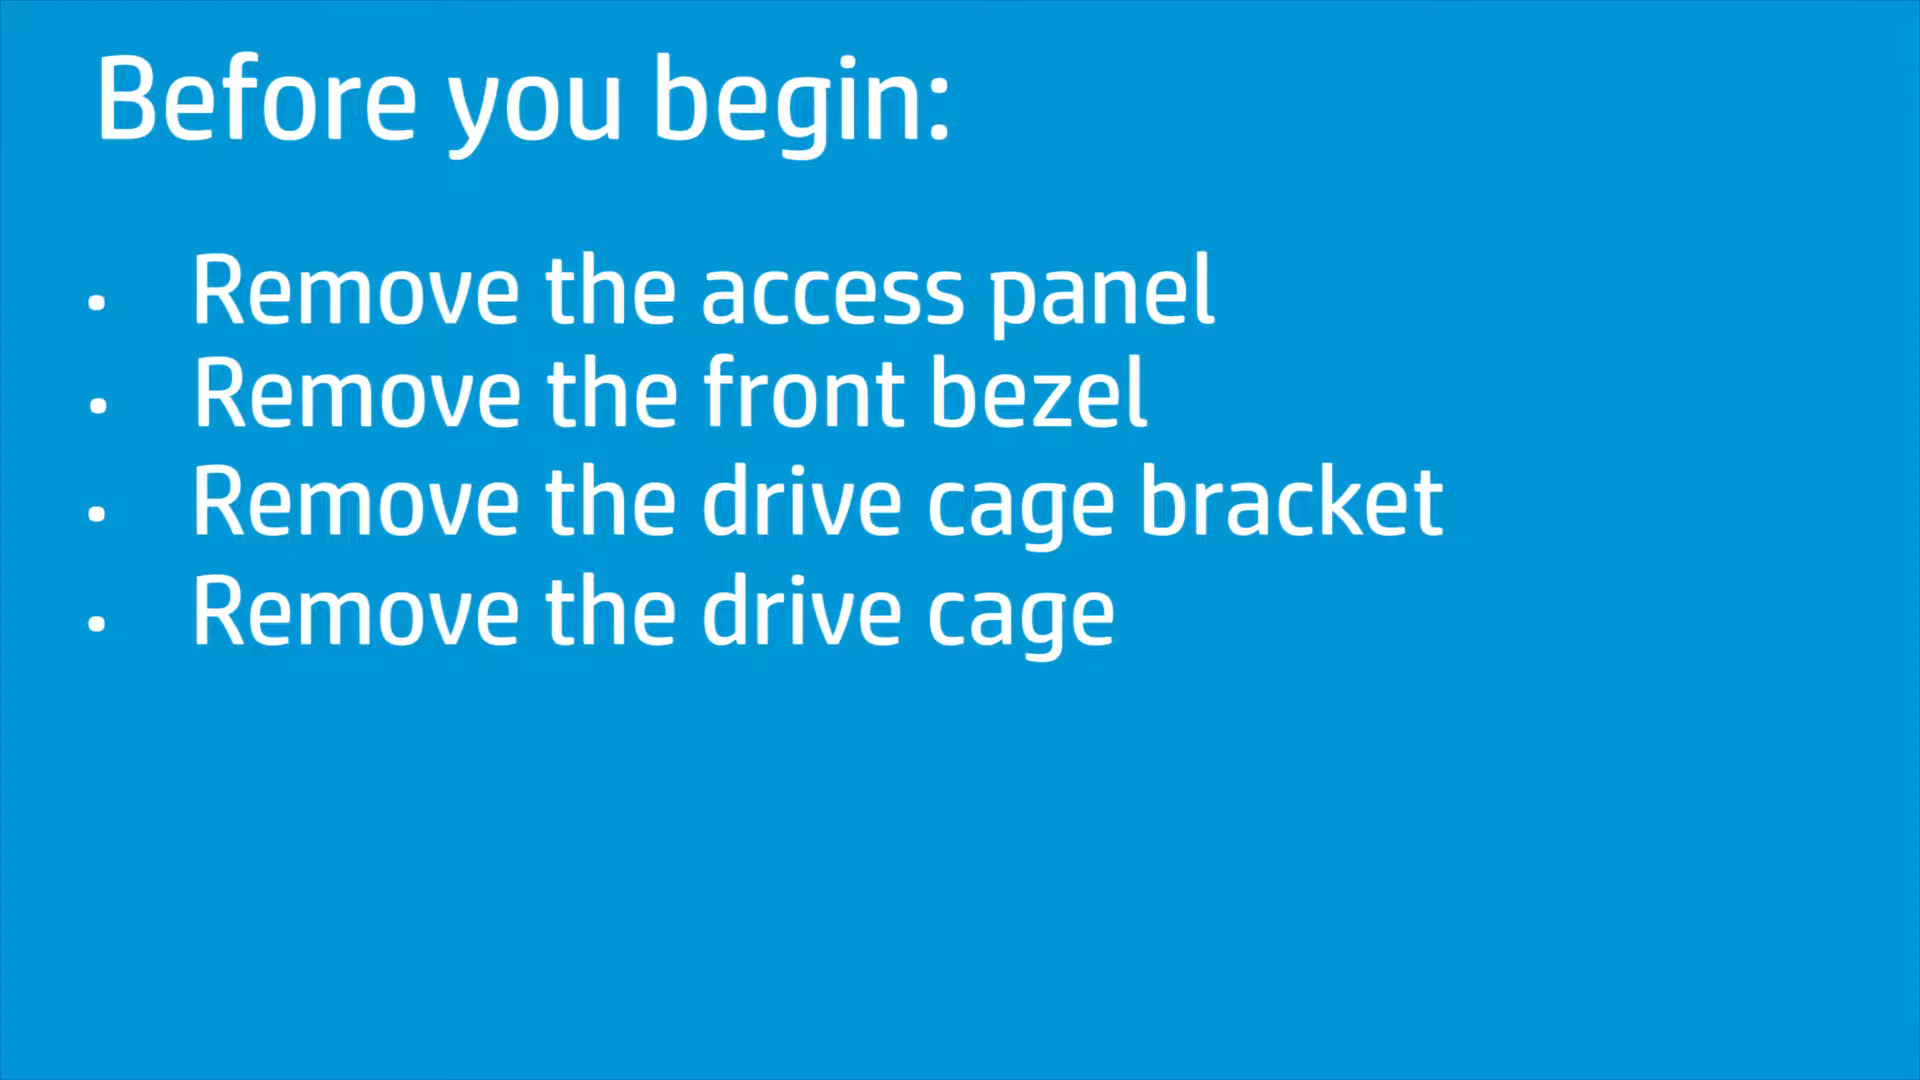 Before you begin:
• Remove the access panel
• Remove the front bezel
• Remove the drive cage bracket
• Remove the drive cage